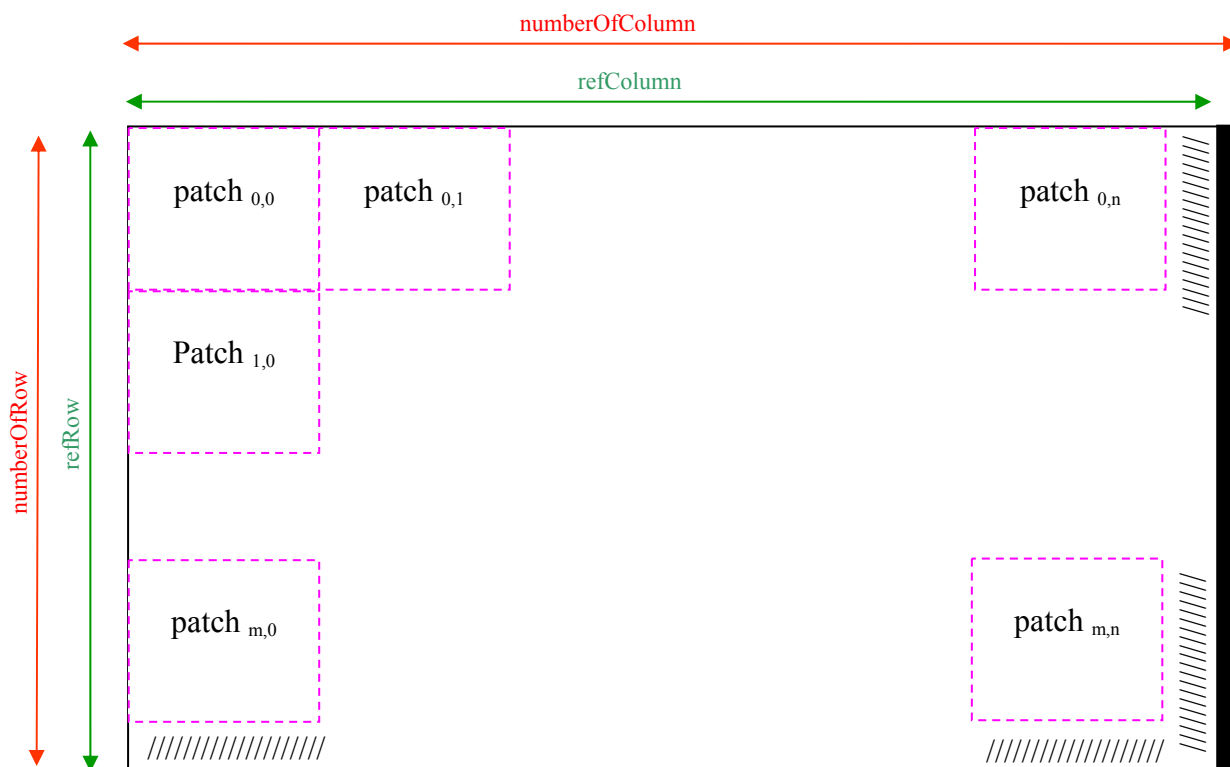 numberOfColumn
refColumn
patch 0,0
patch 0,1
patch 0,n
numberOfRow
refRow
Patch 1,0
patch m,0
patch m,n